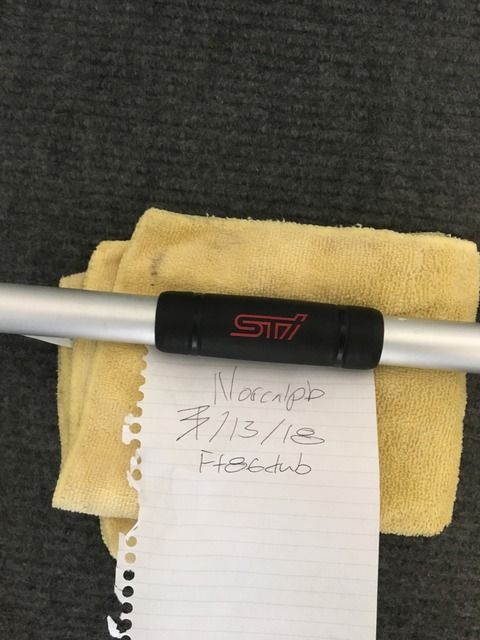 STi
Norcalpb
7/13/18
Ft86club